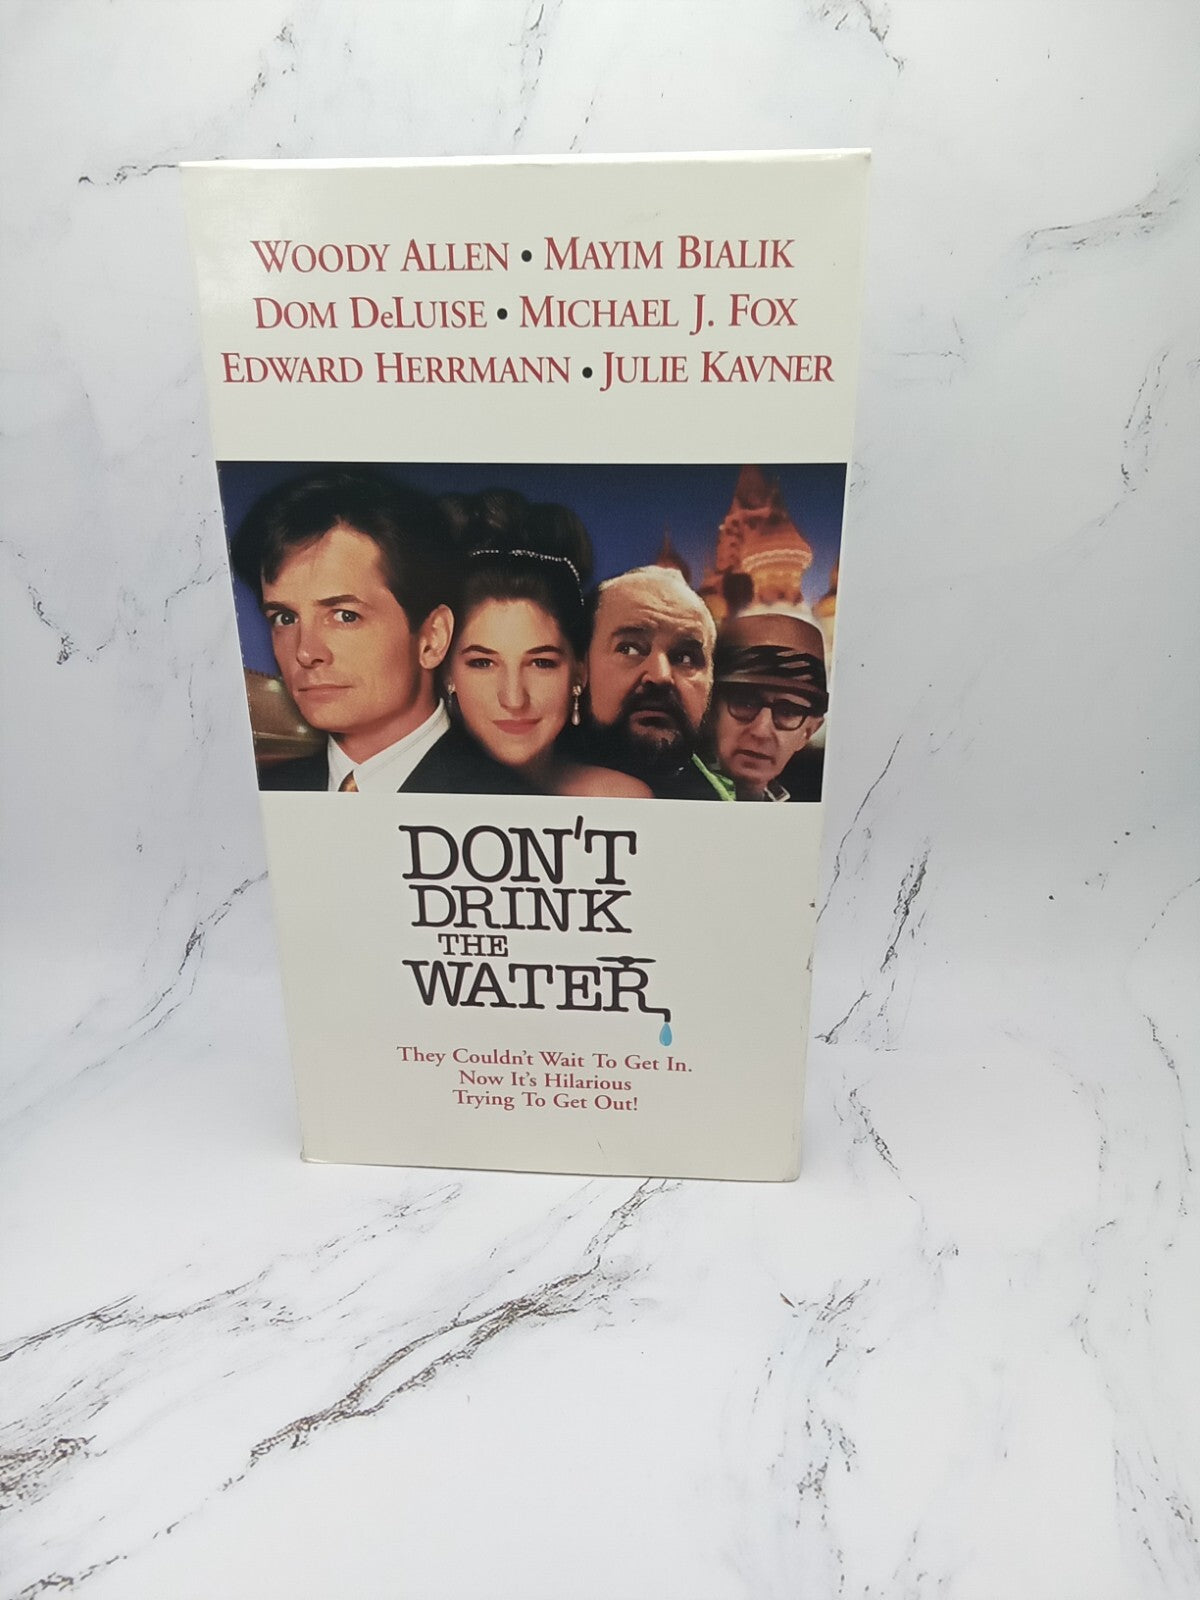 WOODY ALLEN • MAYIM BIALIK
DOM DeLUISE • MICHAEL J. FOX
EDWARD HERRMANN • JULIE KAVNER
DON'T
DRINK
THE
WATER
They Couldn't Wait To Get In.
Now It's Hilarious
Trying To Get Out!